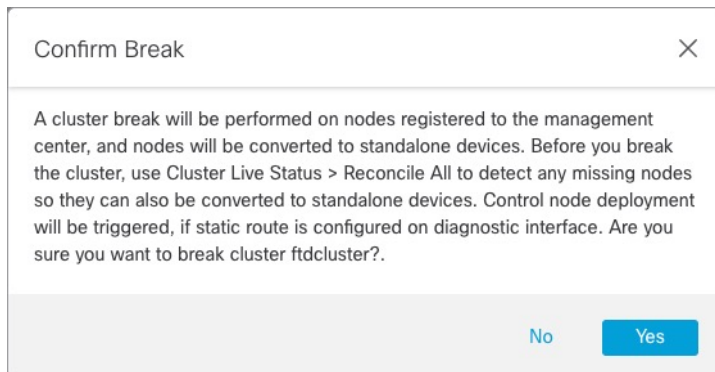 Confirm Break
A cluster break will be performed on nodes registered to the management
center, and nodes will be converted to standalone devices. Before you break
the cluster, use Cluster Live Status > Reconcile All to detect any missing nodes
so they can also be converted to standalone devices. Control node deployment
will be triggered, if static route is configured on diagnostic interface. Are you
sure you want to break cluster ftdcluster?.
No
Yes